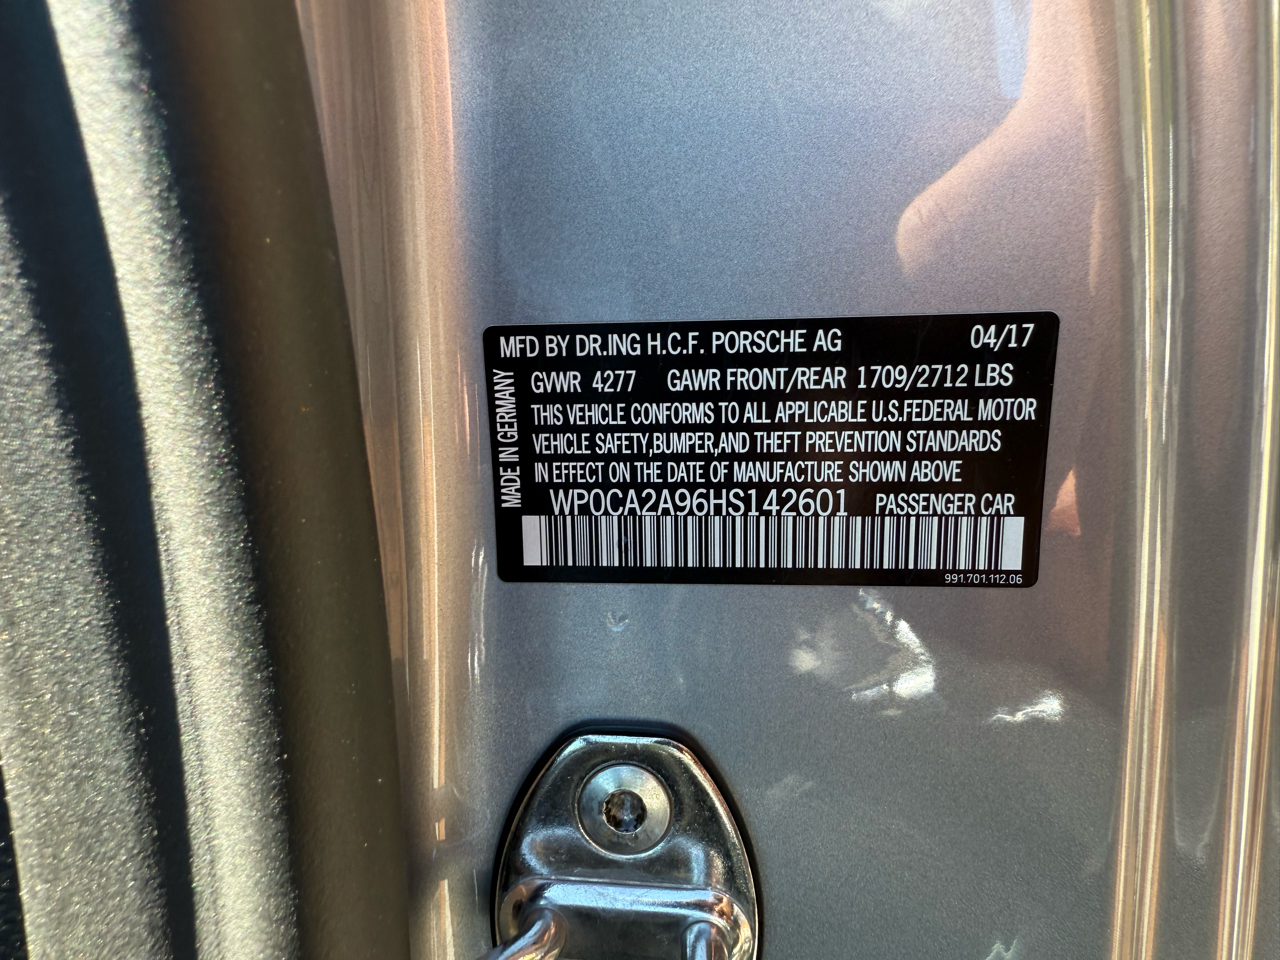 MFD BY DR.ING H.C.F. PORSCHE AG 04/17
GVWR 4277 GAWR FRONT/REAR 1709/2712 LBS
THIS VEHICLE CONFORMS TO ALL APPLICABLE U.S.FEDERAL MOTOR
VEHICLE SAFETY,BUMPER,AND THEFT PREVENTION STANDARDS
IN EFFECT ON THE DATE OF MANUFACTURE SHOWN ABOVE
WP0CA2A96HS142601 PASSENGER CAR
991.701.112.06
MADE IN GERMANY